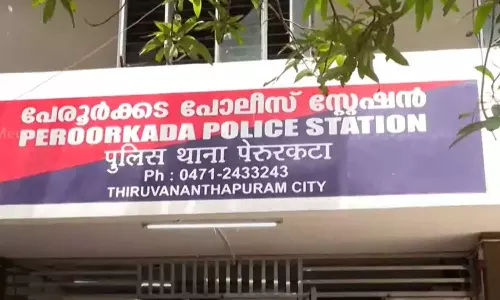 പേരൂർക്കട പോലീസ് സ്റ്റേഷൻ
PEROORKADA POLICE STATION
पुलिस थाना पेरुरकटा
Ph : 0471-2433243
THIRUVANANTHAPURAM CITY